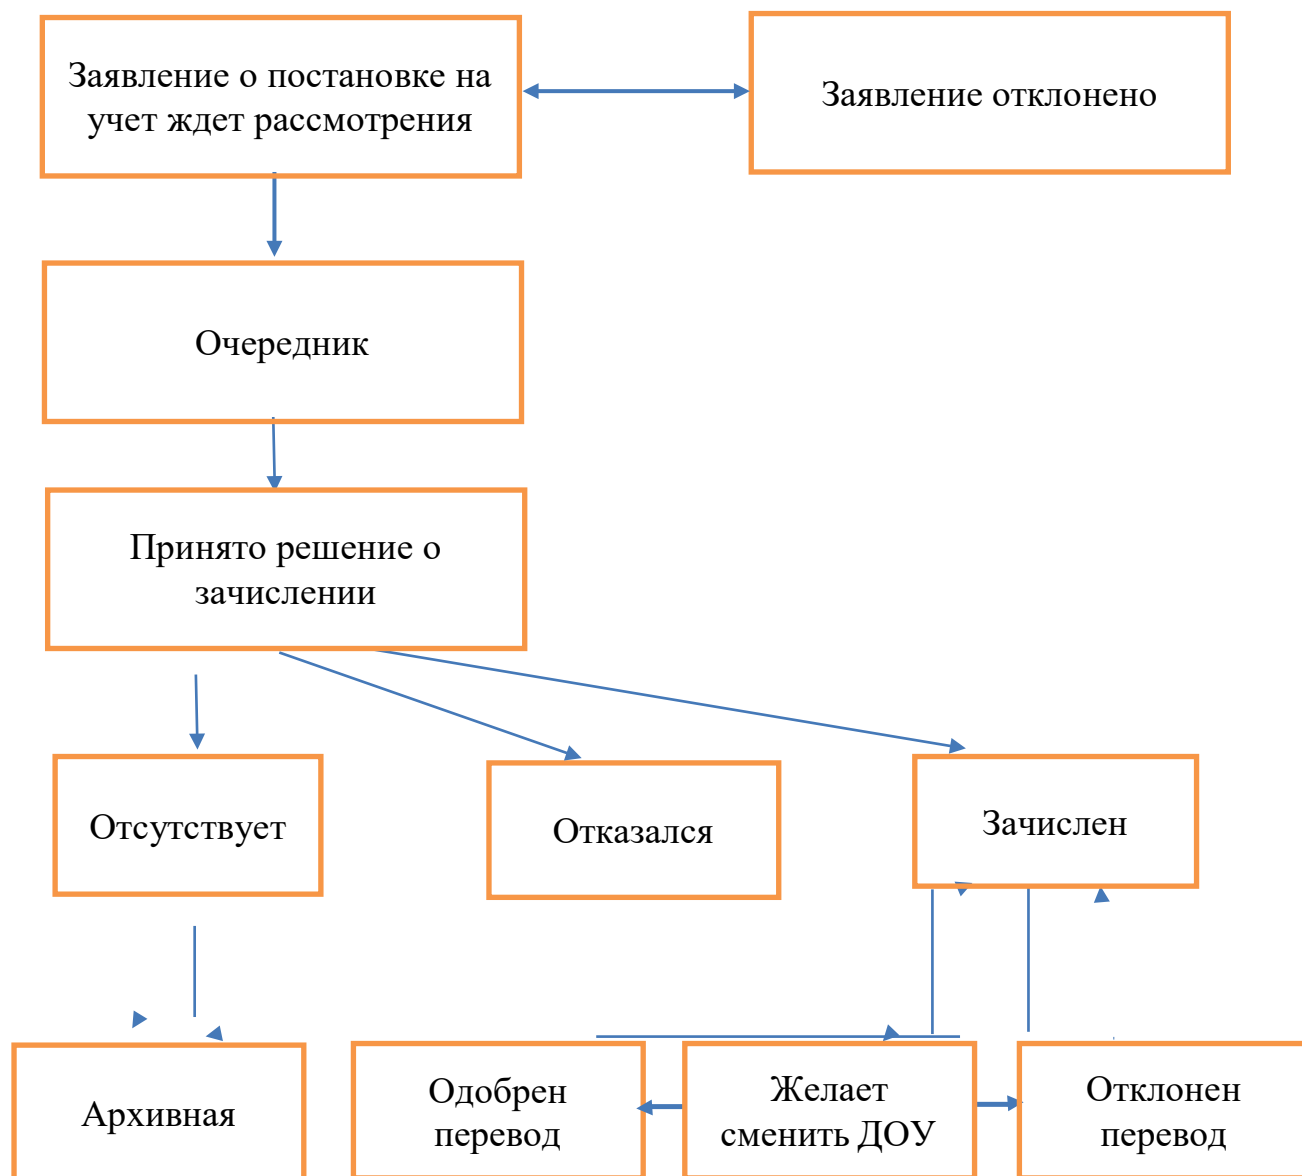 Заявление о постановке на
учет ждет рассмотрения
Заявление отклонено
Очередник
Принято решение о
зачислении
Отсутствует
Отказался
Зачислен
Архивная
Одобрен
перевод
Желает
сменить ДОУ
Отклонен
перевод